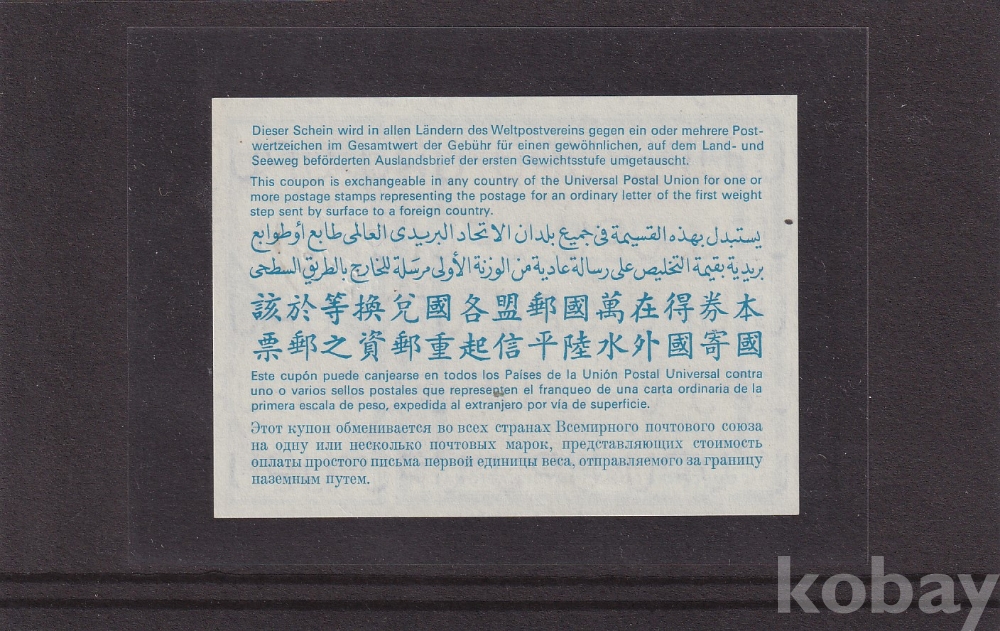 Dieser Schein wird in allen Ländern des Weltpostvereins gegen ein oder mehrere Post-
wertzeichen im Gesamtwert der Gebühr für einen gewöhnlichen, auf dem Land- und
Seeweg beförderten Auslandsbrief der ersten Gewichtsstufe umgetauscht.
This coupon is exchangeable in any country of the Universal Postal Union for one or
more postage stamps representing the postage for an ordinary letter of the first weight
step sent by surface to a foreign country.
يستبدل بهذه القسيمة فى جميع بلدان الاتحاد البريدى العالمى طابع أو طوابع
بريدية بقيمة التخليص على رسالة عادية من الوزنة الأولى مرسلة للخارج بالطريق السطحى
本券得在萬國郵盟各國兌換等於該
國寄國外水陸平信起重郵資之郵票
Este cupón puede canjearse en todos los Países de la Unión Postal Universal contra
uno o varios sellos postales que representen el franqueo de una carta ordinaria de la
primera escala de peso, expedida al extranjero por vía de superficie.
Этот купон обменивается во всех странах Всемирного почтового союза
на одну или несколько почтовых марок, представляющих стоимость
оплаты простого письма первой единицы веса, отправляемого за границу
наземным путем.
kobay